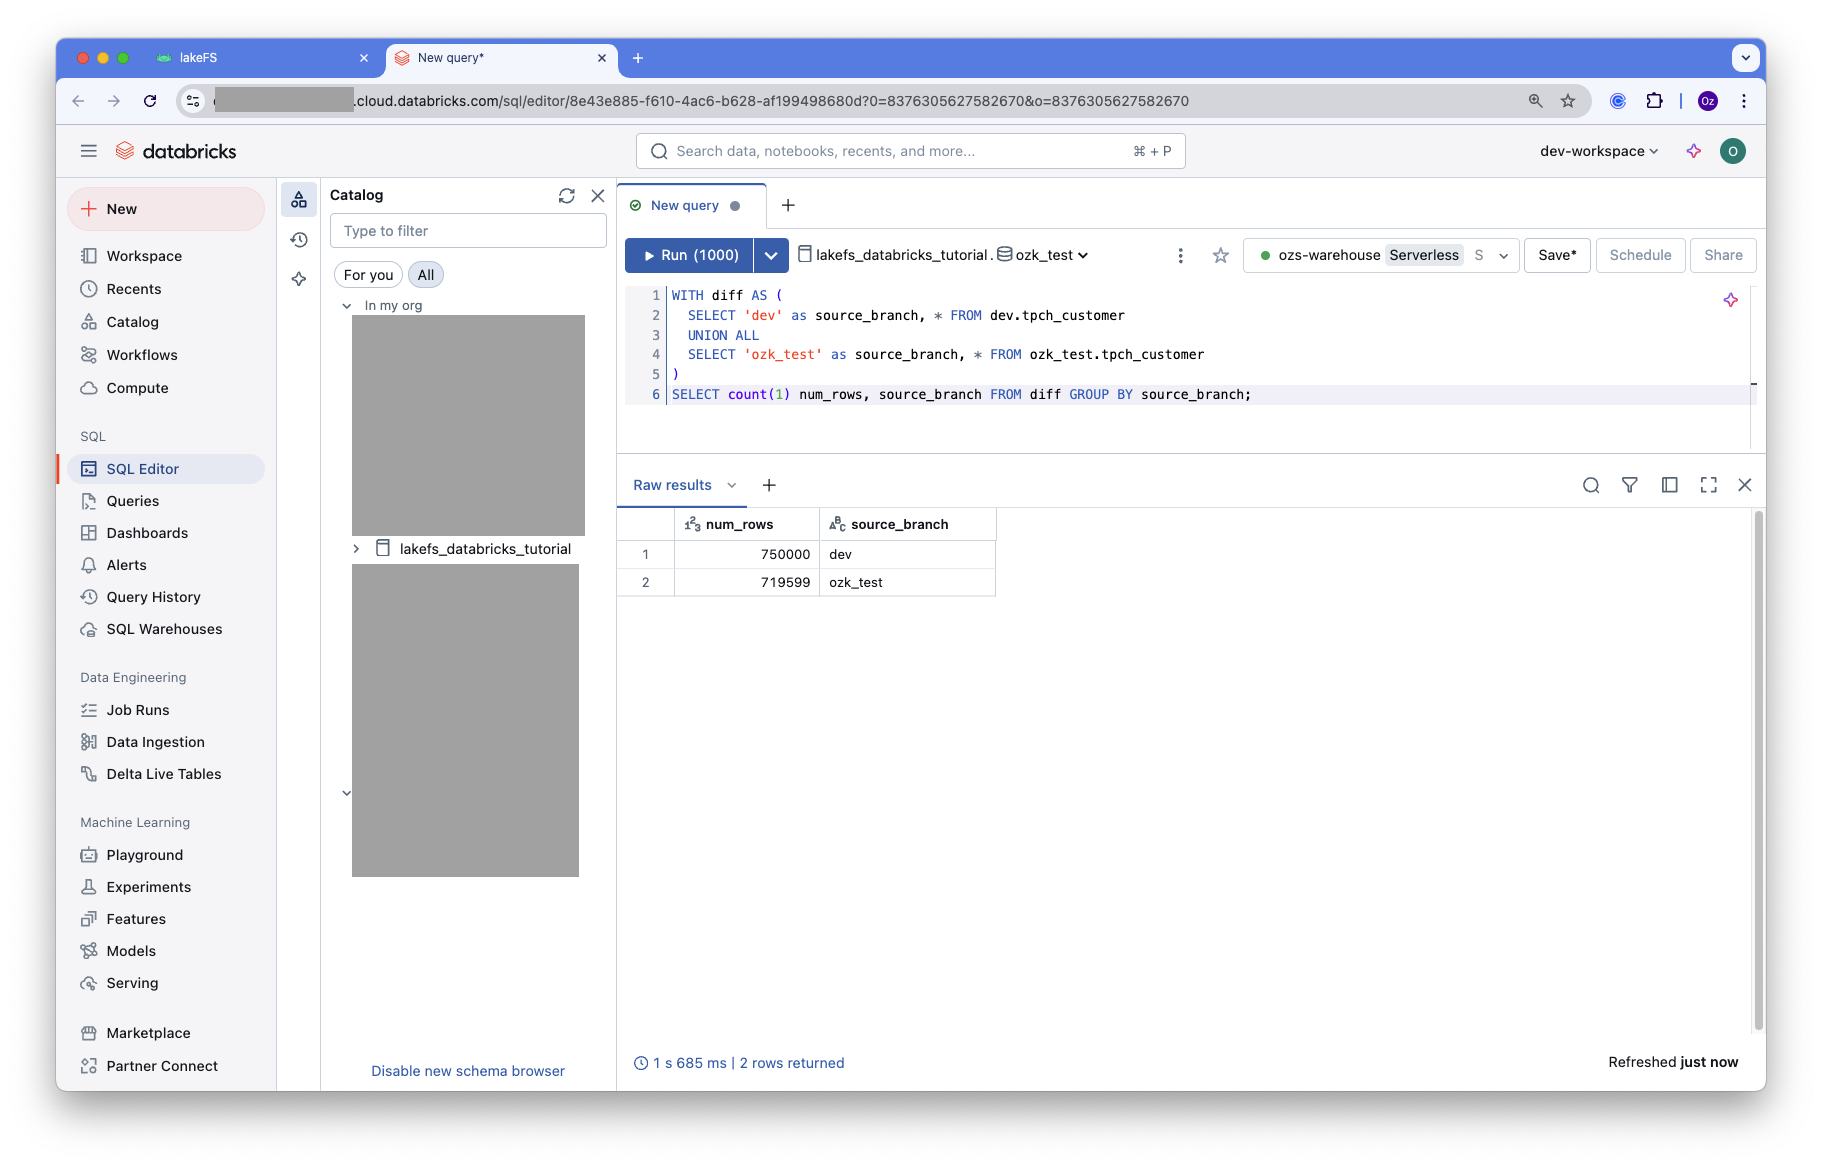 lakeFS
New query*
.cloud.databricks.com/sql/editor/8e43e885-f610-4ac6-b628-af199498680d?0=8376305627582670&o=8376305627582670
Oz
databricks
Search data, notebooks, recents, and more...
⌘ + P
dev-workspace
O
New
Workspace
Recents
Catalog
Workflows
Compute
SQL
SQL Editor
Queries
Dashboards
Alerts
Query History
SQL Warehouses
Data Engineering
Job Runs
Data Ingestion
Delta Live Tables
Machine Learning
Playground
Experiments
Features
Models
Serving
Marketplace
Partner Connect
Catalog
Type to filter
For you
All
In my org
lakefs_databricks_tutorial
Disable new schema browser
New query
Run (1000)
lakefs_databricks_tutorial . ozk_test
ozs-warehouse Serverless S
Save*
Schedule
Share
1 WITH diff AS (
2 SELECT 'dev' as source_branch, * FROM dev.tpch_customer
3 UNION ALL
4 SELECT 'ozk_test' as source_branch, * FROM ozk_test.tpch_customer
5 )
6 SELECT count(1) num_rows, source_branch FROM diff GROUP BY source_branch;
Raw results
num_rows source_branch
1 750000 dev
2 719599 ozk_test
1 s 685 ms | 2 rows returned
Refreshed just now